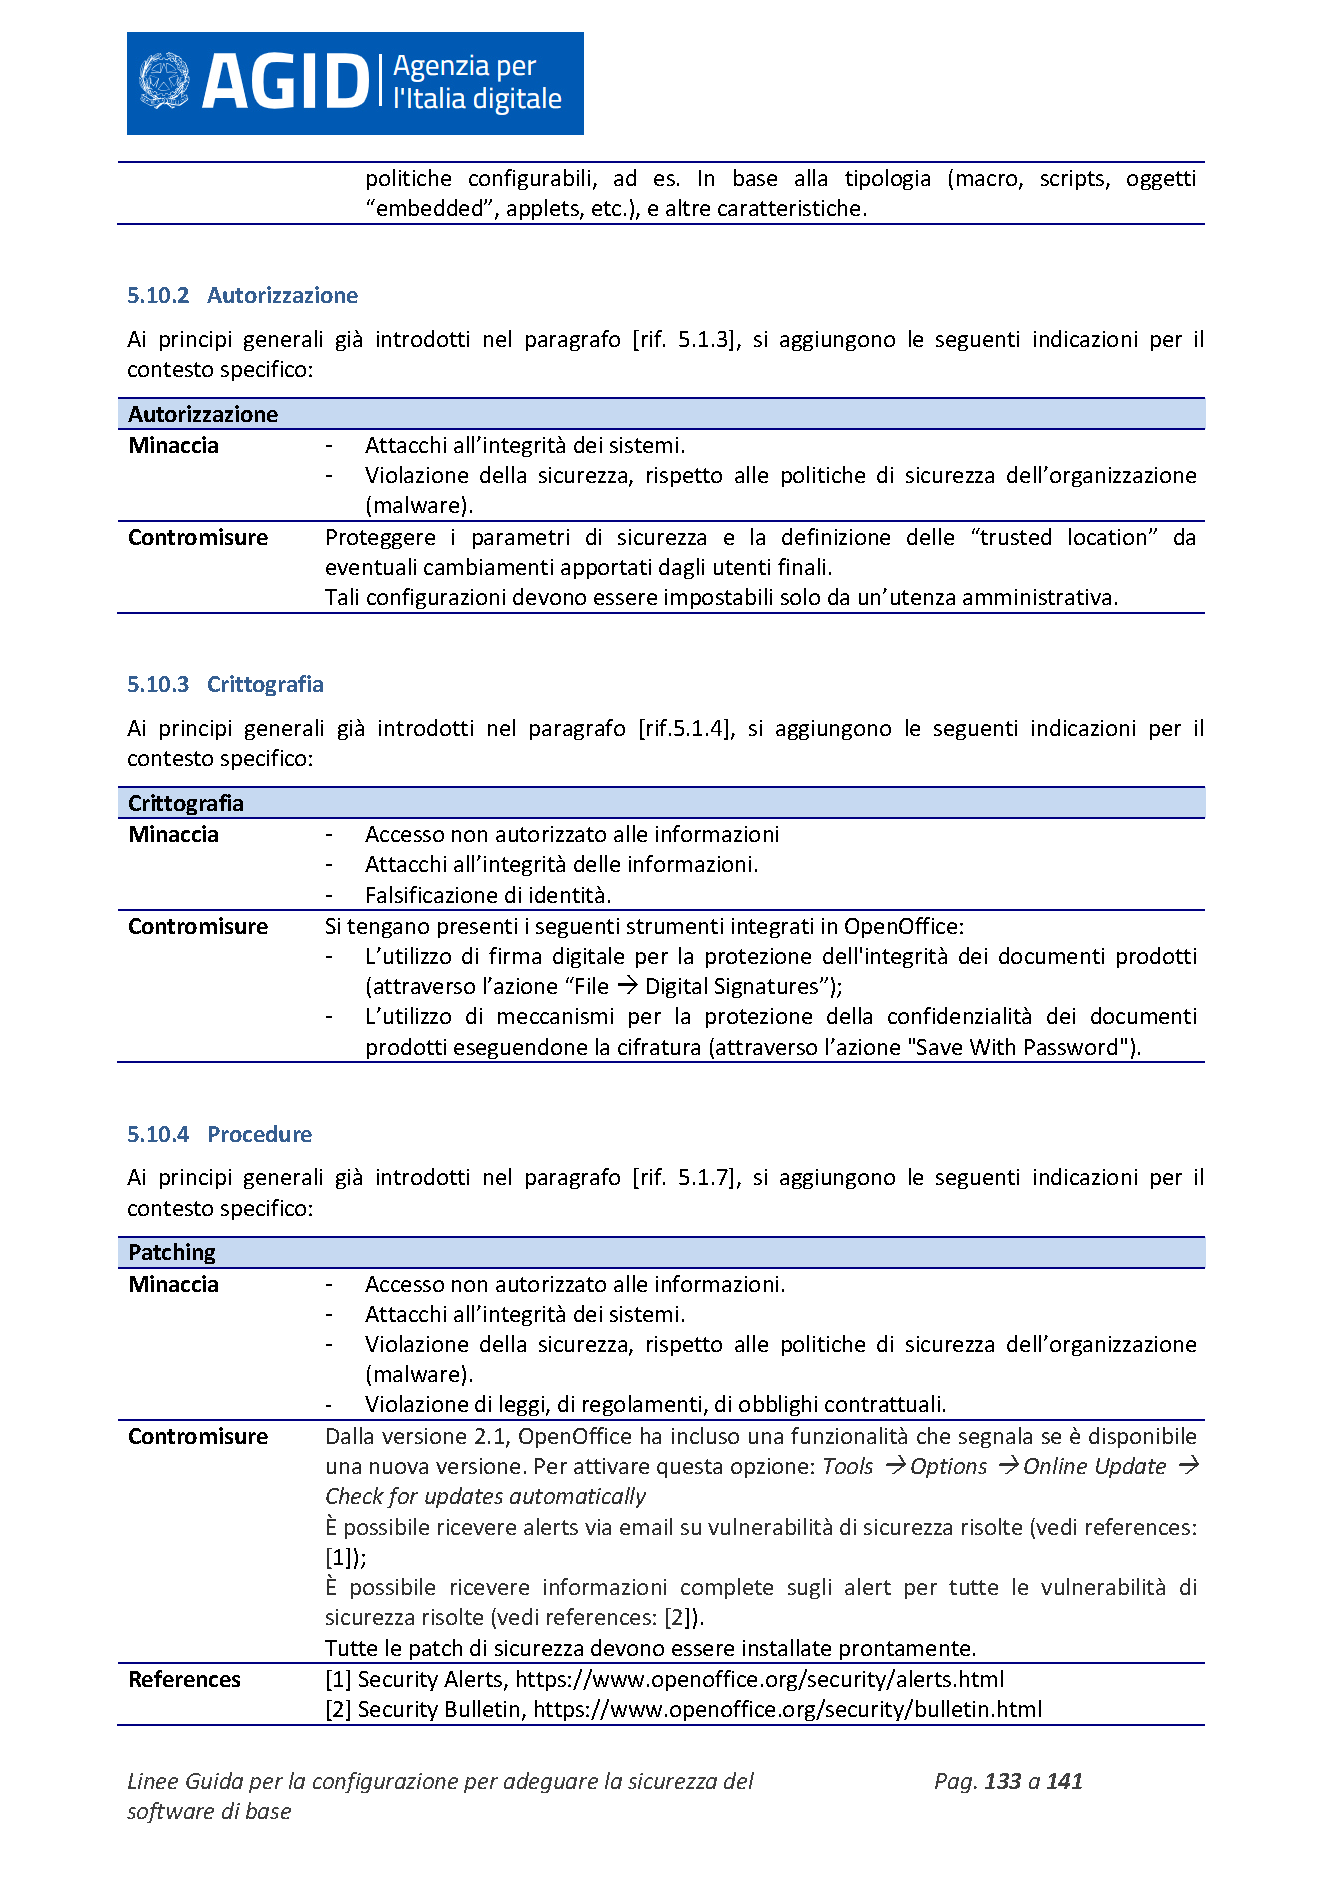 AGID Agenzia per
l'Italia digitale
politiche configurabili, ad es. In base alla tipologia (macro, scripts, oggetti
“embedded”, applets, etc.), e altre caratteristiche.
5.10.2 Autorizzazione
Ai principi generali già introdotti nel paragrafo [rif. 5.1.3], si aggiungono le seguenti indicazioni per il
contesto specifico:
Autorizzazione
Minaccia - Attacchi all’integrità dei sistemi.
- Violazione della sicurezza, rispetto alle politiche di sicurezza dell’organizzazione
(malware).
Contromisure Proteggere i parametri di sicurezza e la definizione delle “trusted location” da
eventuali cambiamenti apportati dagli utenti finali.
Tali configurazioni devono essere impostabili solo da un’utenza amministrativa.
5.10.3 Crittografia
Ai principi generali già introdotti nel paragrafo [rif.5.1.4], si aggiungono le seguenti indicazioni per il
contesto specifico:
Crittografia
Minaccia - Accesso non autorizzato alle informazioni
- Attacchi all’integrità delle informazioni.
- Falsificazione di identità.
Contromisure Si tengano presenti i seguenti strumenti integrati in OpenOffice:
- L’utilizzo di firma digitale per la protezione dell'integrità dei documenti prodotti
(attraverso l’azione “File → Digital Signatures”);
- L’utilizzo di meccanismi per la protezione della confidenzialità dei documenti
prodotti eseguendone la cifratura (attraverso l’azione "Save With Password").
5.10.4 Procedure
Ai principi generali già introdotti nel paragrafo [rif. 5.1.7], si aggiungono le seguenti indicazioni per il
contesto specifico:
Patching
Minaccia - Accesso non autorizzato alle informazioni.
- Attacchi all’integrità dei sistemi.
- Violazione della sicurezza, rispetto alle politiche di sicurezza dell’organizzazione
(malware).
- Violazione di leggi, di regolamenti, di obblighi contrattuali.
Contromisure Dalla versione 2.1, OpenOffice ha incluso una funzionalità che segnala se è disponibile
una nuova versione. Per attivare questa opzione: Tools → Options → Online Update →
Check for updates automatically
È possibile ricevere alerts via email su vulnerabilità di sicurezza risolte (vedi references:
[1]);
È possibile ricevere informazioni complete sugli alert per tutte le vulnerabilità di
sicurezza risolte (vedi references: [2]).
Tutte le patch di sicurezza devono essere installate prontamente.
References [1] Security Alerts, https://www.openoffice.org/security/alerts.html
[2] Security Bulletin, https://www.openoffice.org/security/bulletin.html
Linee Guida per la configurazione per adeguare la sicurezza del Pag. 133 a 141
software di base